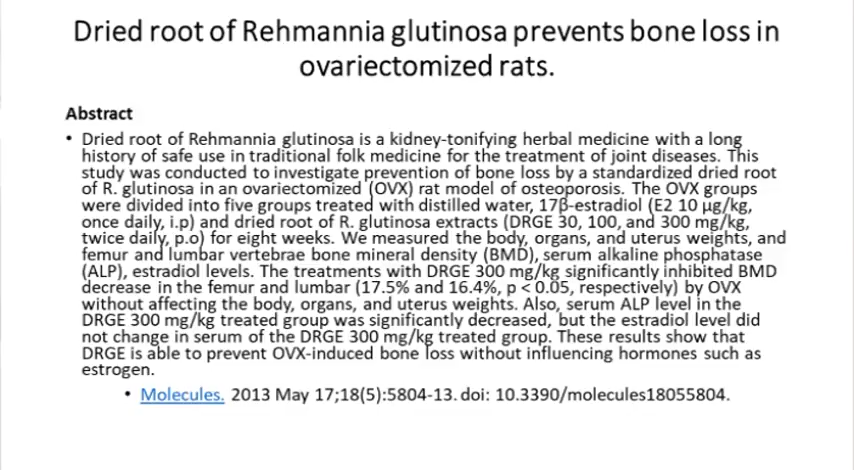 Dried root of Rehmannia glutinosa prevents bone loss in
ovariectomized rats.
Abstract
• Dried root of Rehmannia glutinosa is a kidney-tonifying herbal medicine with a long
history of safe use in traditional folk medicine for the treatment of joint diseases. This
study was conducted to investigate prevention of bone loss by a standardized dried root
of R. glutinosa in an ovariectomized (OVX) rat model of osteoporosis. The OVX groups
were divided into five groups treated with distilled water, 17β-estradiol (E2 10 μg/kg,
once daily, i.p) and dried root of R. glutinosa extracts (DRGE 30, 100, and 300 mg/kg,
twice daily, p.o) for eight weeks. We measured the body, organs, and uterus weights, and
femur and lumbar vertebrae bone mineral density (BMD), serum alkaline phosphatase
(ALP), estradiol levels. The treatments with DRGE 300 mg/kg significantly inhibited BMD
decrease in the femur and lumbar (17.5% and 16.4%, p < 0.05, respectively) by OVX
without affecting the body, organs, and uterus weights. Also, serum ALP level in the
DRGE 300 mg/kg treated group was significantly decreased, but the estradiol level did
not change in serum of the DRGE 300 mg/kg treated group. These results show that
DRGE is able to prevent OVX-induced bone loss without influencing hormones such as
estrogen.
• Molecules. 2013 May 17;18(5):5804-13. doi: 10.3390/molecules18055804.